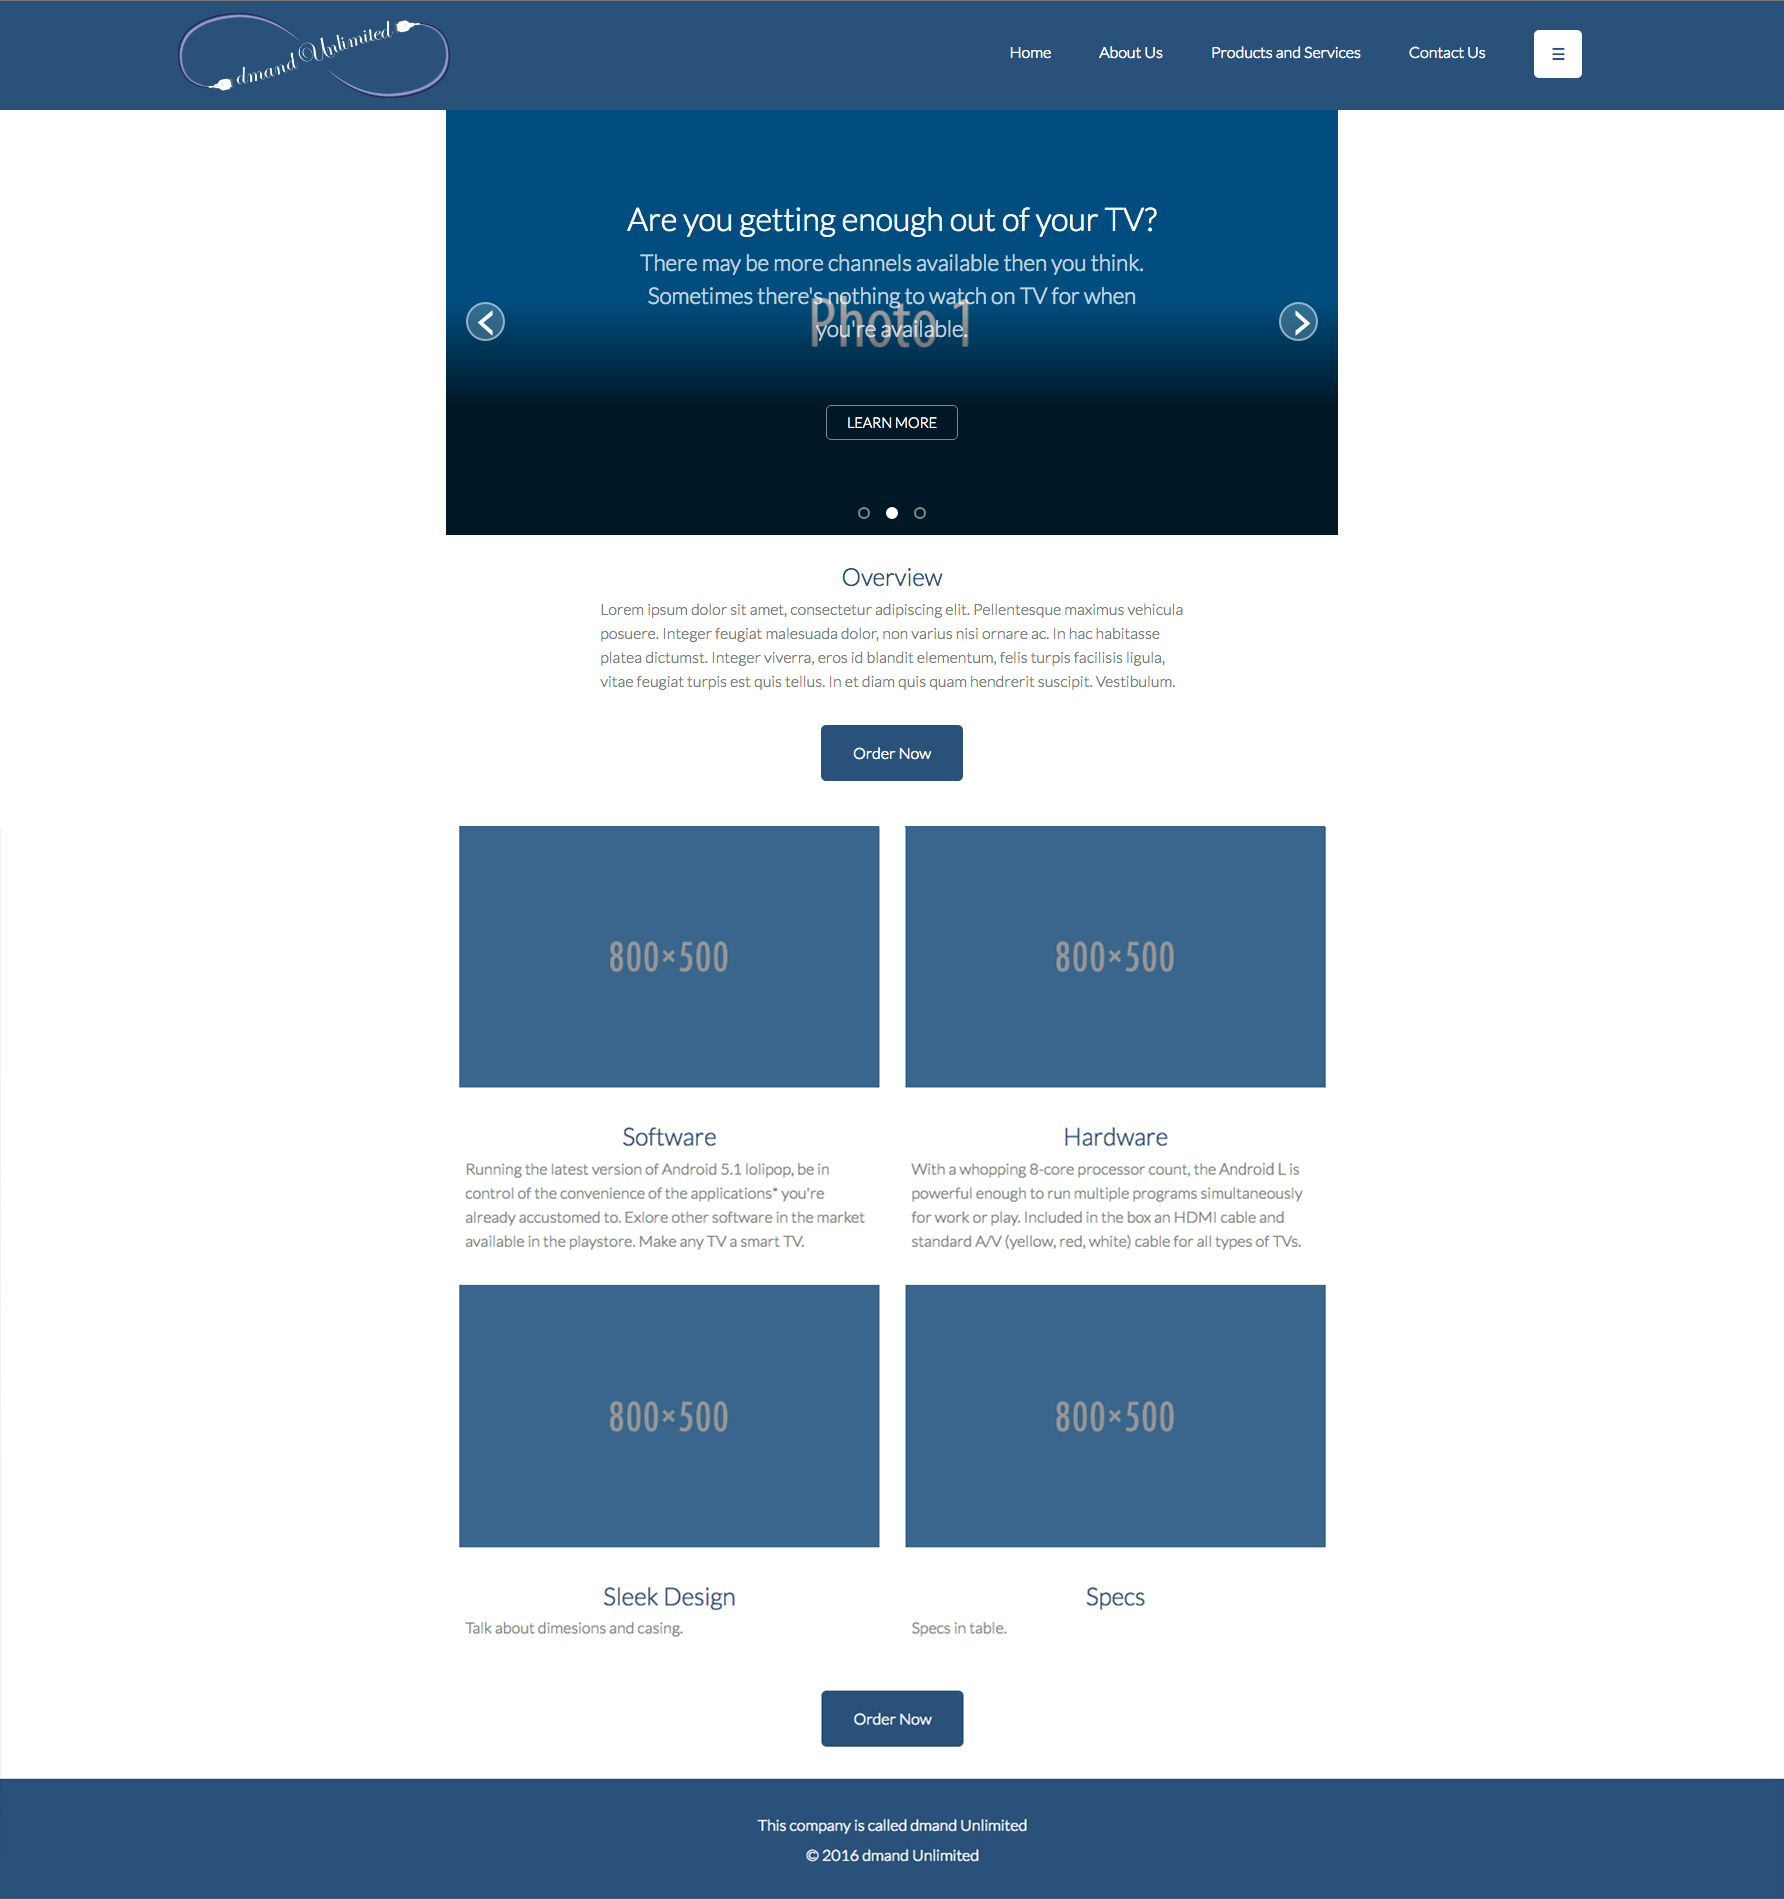 dmand Unlimited
Home About Us Products and Services Contact Us
Are you getting enough out of your TV?
There may be more channels available then you think.
Sometimes there's nothing to watch on TV for when
you're available.
Photo 1
LEARN MORE
Overview
Lorem ipsum dolor sit amet, consectetur adipiscing elit. Pellentesque maximus vehicula
posuere. Integer feugiat malesuada dolor, non varius nisi ornare ac. In hac habitasse
platea dictumst. Integer viverra, eros id blandit elementum, felis turpis facilisis ligula,
vitae feugiat turpis est quis tellus. In et diam quis quam hendrerit suscipit. Vestibulum.
Order Now
800×500
800×500
Software
Running the latest version of Android 5.1 lolipop, be in
control of the convenience of the applications* you're
already accustomed to. Exlore other software in the market
available in the playstore. Make any TV a smart TV.
Hardware
With a whopping 8-core processor count, the Android L is
powerful enough to run multiple programs simultaneously
for work or play. Included in the box an HDMI cable and
standard A/V (yellow, red, white) cable for all types of TVs.
800×500
800×500
Sleek Design
Talk about dimesions and casing.
Specs
Specs in table.
Order Now
This company is called dmand Unlimited
© 2016 dmand Unlimited